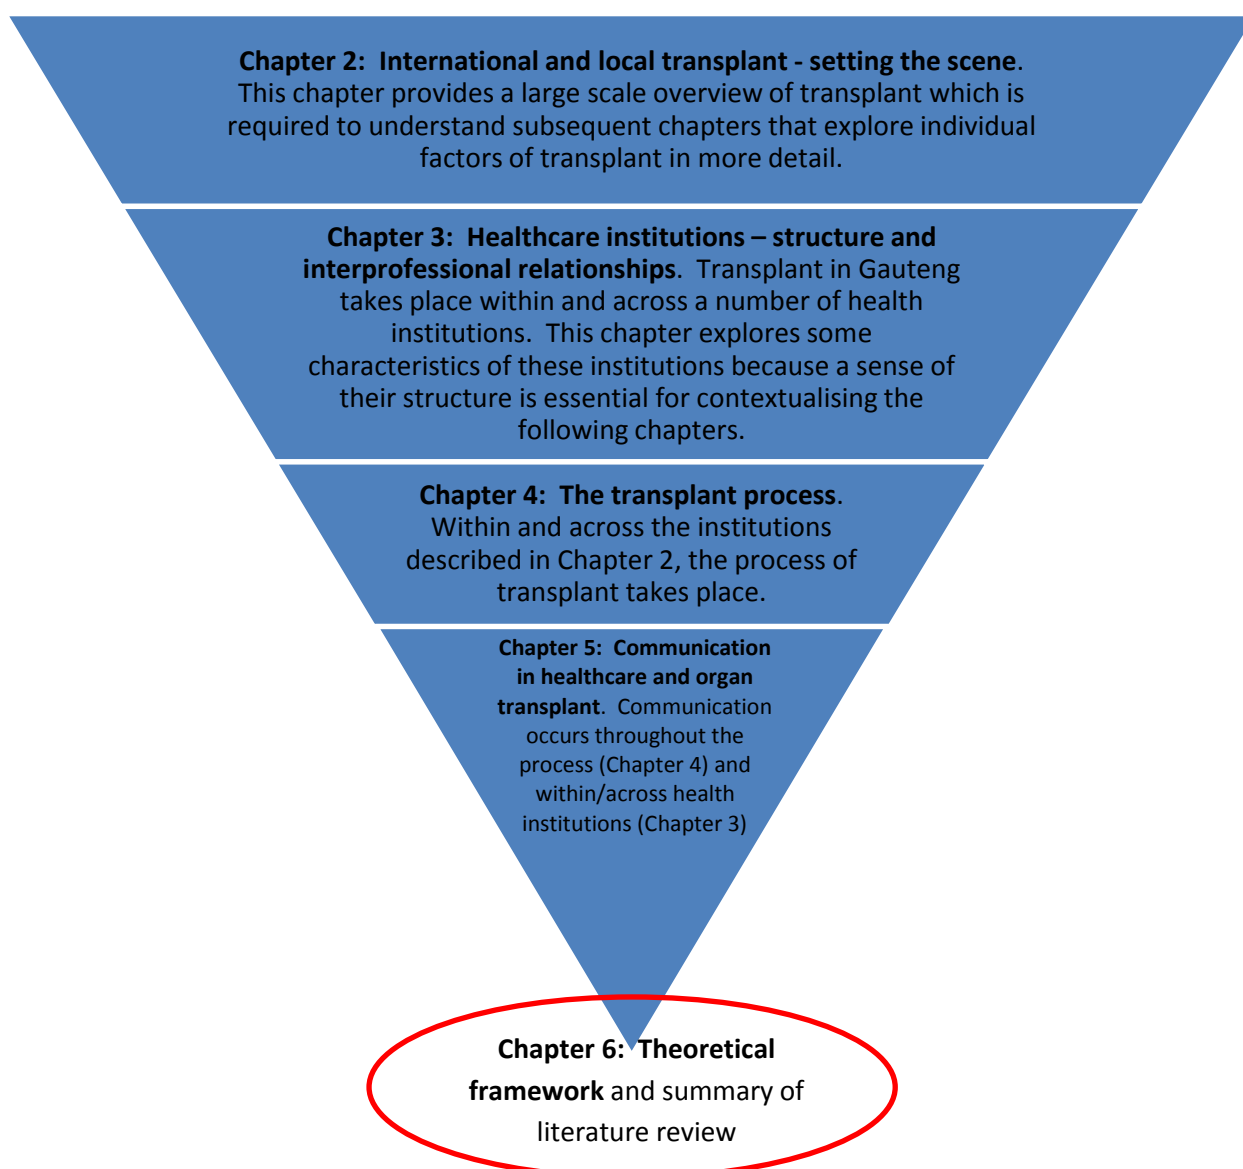 Chapter 2:  International and local transplant - setting the scene.
This chapter provides a large scale overview of transplant which is
required to understand subsequent chapters that explore individual
factors of transplant in more detail.
Chapter 3:  Healthcare institutions – structure and
interprofessional relationships.  Transplant in Gauteng
takes place within and across a number of health
institutions.  This chapter explores some
characteristics of these institutions because a sense of
their structure is essential for contextualising the
following chapters.
Chapter 4:  The transplant process.
Within and across the institutions
described in Chapter 2, the process of
transplant takes place.
Chapter 5:  Communication
in healthcare and organ
transplant.  Communication
occurs throughout the
process (Chapter 4) and
within/across health
institutions (Chapter 3)
Chapter 6:  Theoretical
framework and summary of
literature review